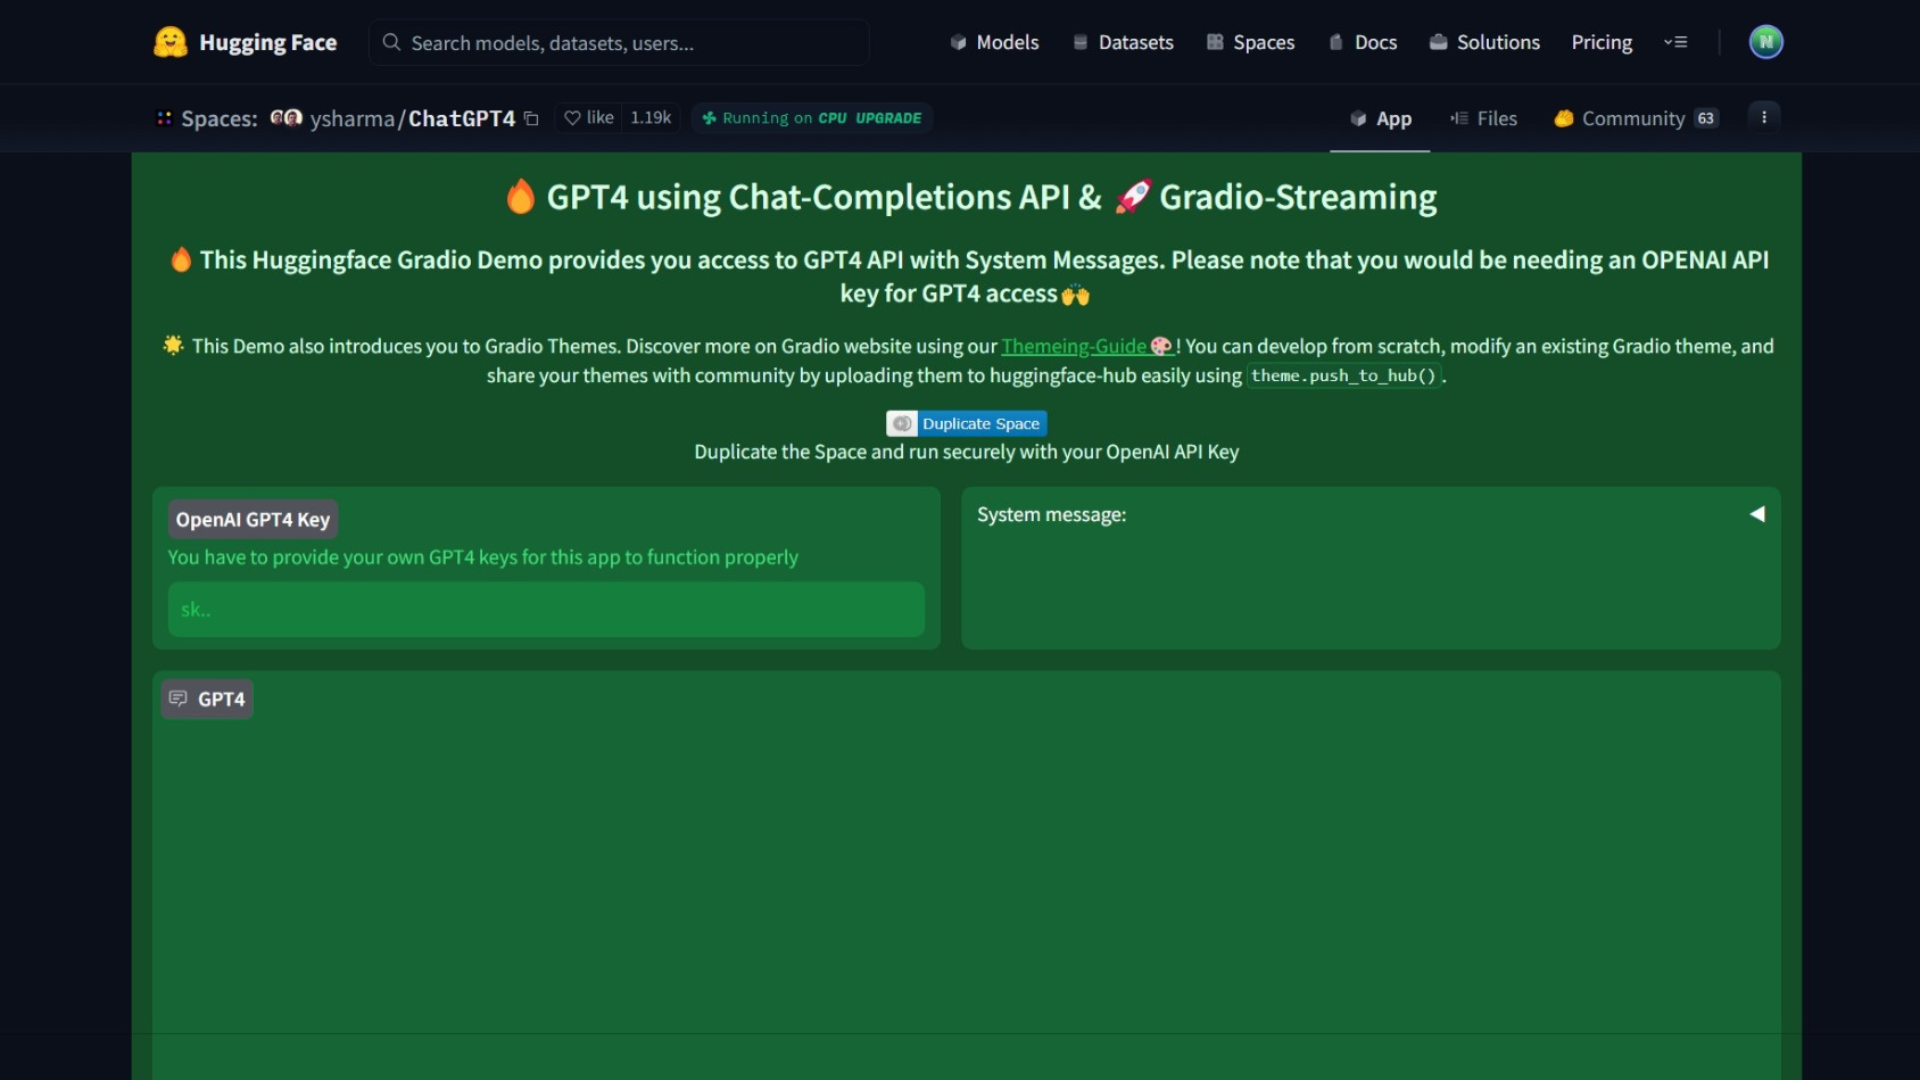 Hugging Face
Search models, datasets, users...
Models
Datasets
Spaces
Docs
Solutions
Pricing
N
Spaces: ysharma/ChatGPT4
like 1.19k
Running on CPU UPGRADE
App
Files
Community 63
🔥 GPT4 using Chat-Completions API & 🚀 Gradio-Streaming
🔥 This Huggingface Gradio Demo provides you access to GPT4 API with System Messages. Please note that you would be needing an OPENAI API
key for GPT4 access🙌
🌟 This Demo also introduces you to Gradio Themes. Discover more on Gradio website using our Themeing-Guide🎨! You can develop from scratch, modify an existing Gradio theme, and
share your themes with community by uploading them to huggingface-hub easily using theme.push_to_hub().
Duplicate Space
Duplicate the Space and run securely with your OpenAI API Key
OpenAI GPT4 Key
You have to provide your own GPT4 keys for this app to function properly
sk..
System message:
GPT4